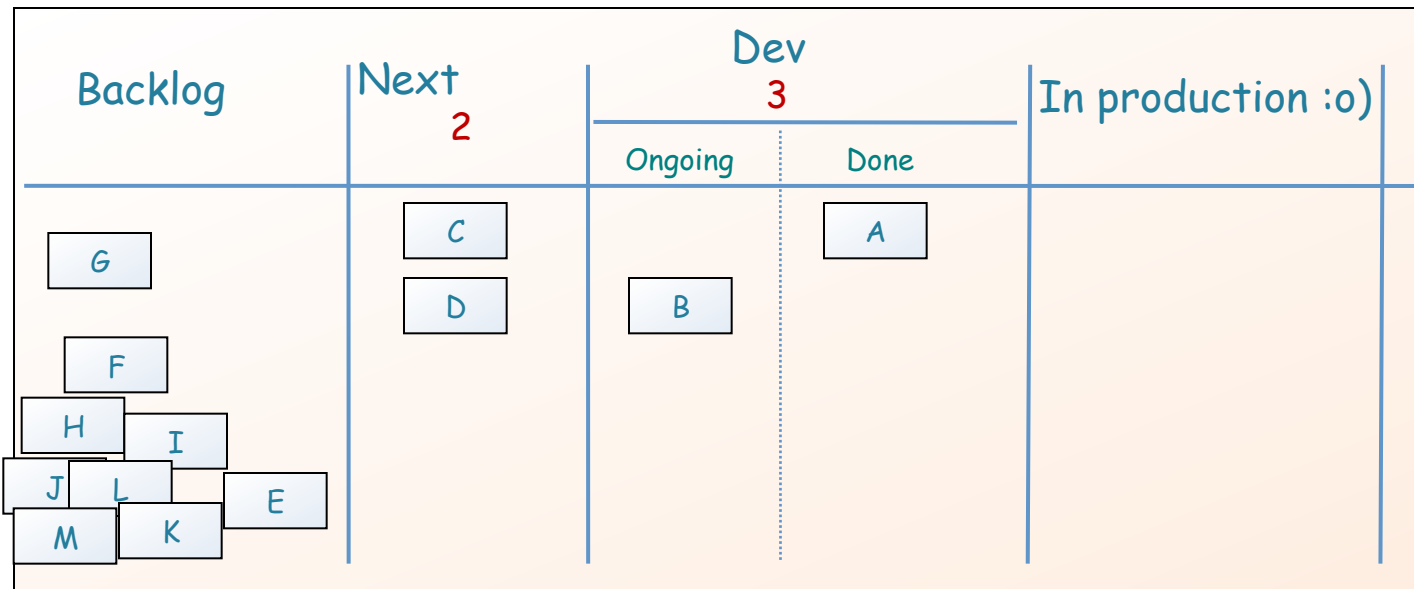 Dev
Backlog
Next
3
In production :o)
2
Ongoing
Done
C
A
G
D
B
F
H
I
J
L
E
M
K